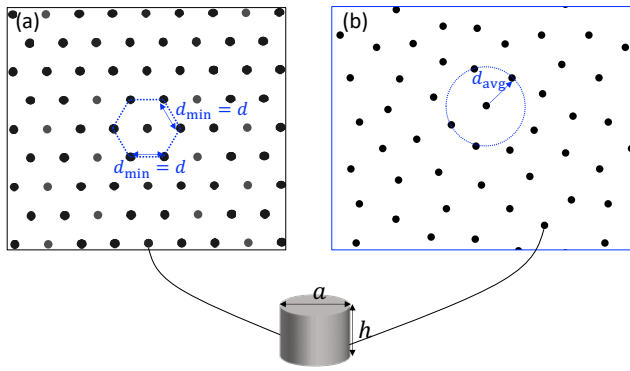 (a)
(b)
d_min = d
d_min = d
d_avg
a
h